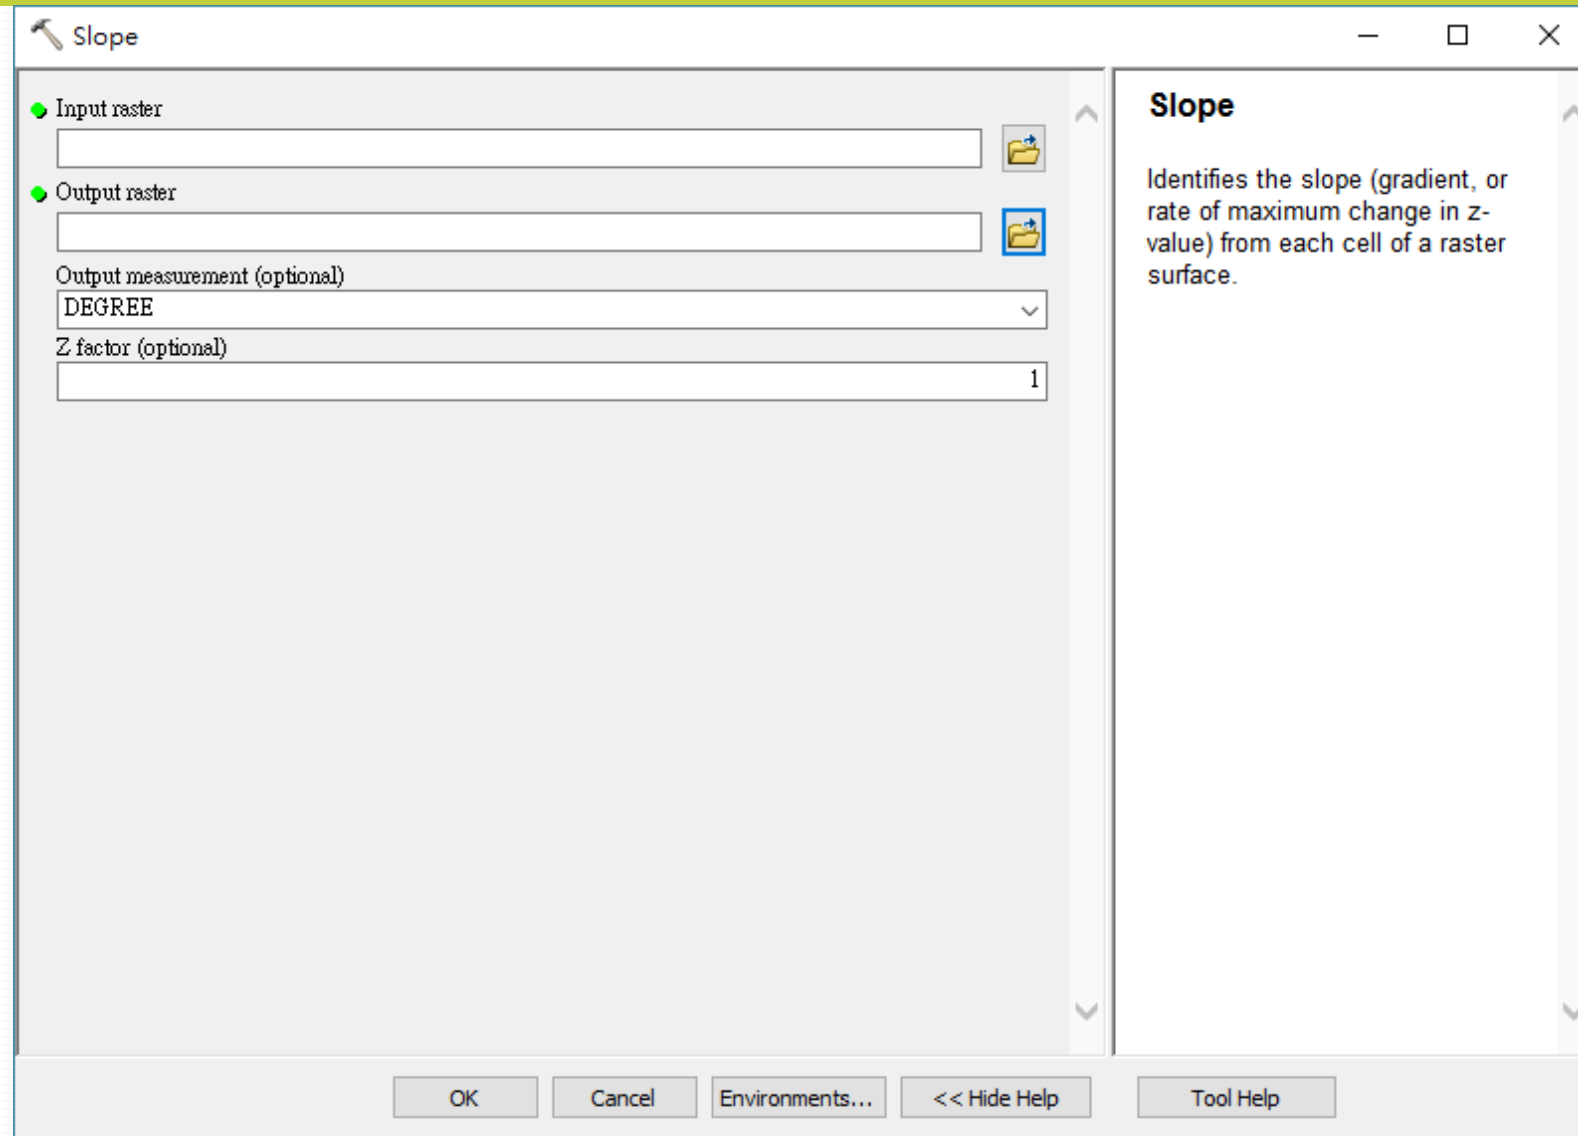 Slope
Input raster
Output raster
Output measurement (optional)
DEGREE
Z factor (optional)
1
Slope
Identifies the slope (gradient, or
rate of maximum change in z-
value) from each cell of a raster
surface.
OK
Cancel
Environments...
<< Hide Help
Tool Help